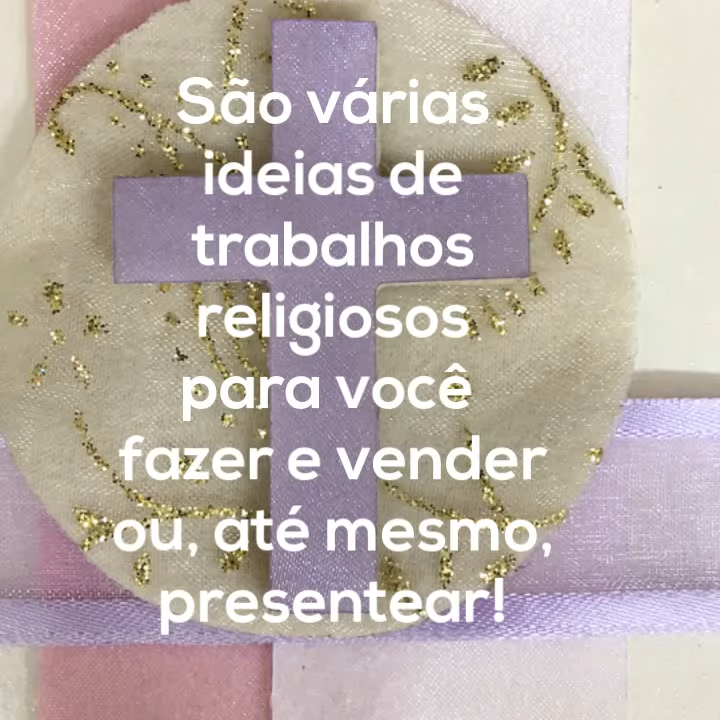 São várias
ideias de
trabalhos
religiosos
para você
fazer e vender
ou, até mesmo,
presentear!